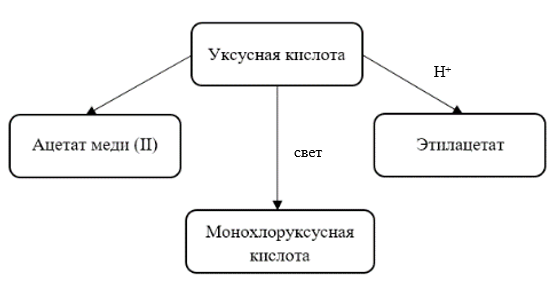 Уксусная кислота
H⁺
Ацетат меди (II)
Этилацетат
свет
Монохлоруксусная
кислота